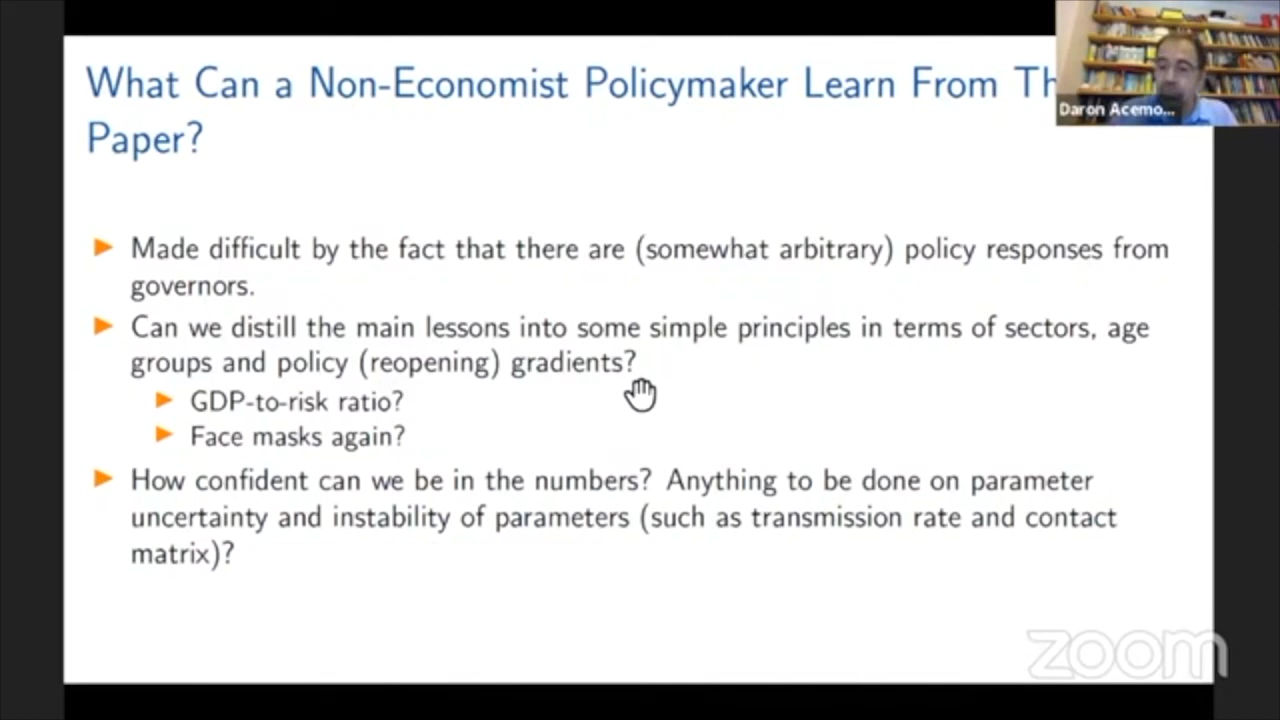 What Can a Non-Economist Policymaker Learn From Th
Paper?
Daron Acemo...
► Made difficult by the fact that there are (somewhat arbitrary) policy responses from
governors.
► Can we distill the main lessons into some simple principles in terms of sectors, age
groups and policy (reopening) gradients?
► GDP-to-risk ratio?
► Face masks again?
► How confident can we be in the numbers? Anything to be done on parameter
uncertainty and instability of parameters (such as transmission rate and contact
matrix)?
zoom